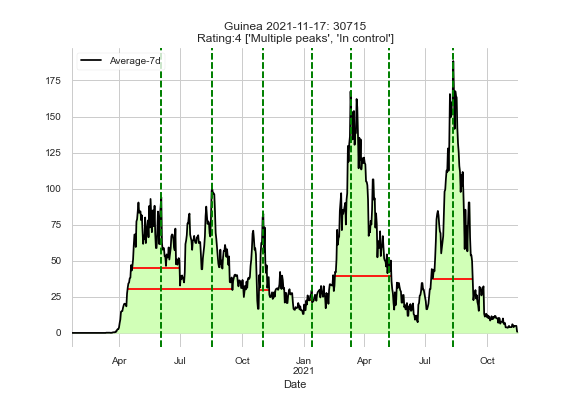 Guinea 2021-11-17: 30715
Rating:4 ['Multiple peaks', 'In control']
Average-7d
175
150
125
100
75
50
25
0
Apr Jul Oct Jan Apr Jul Oct
2021
Date